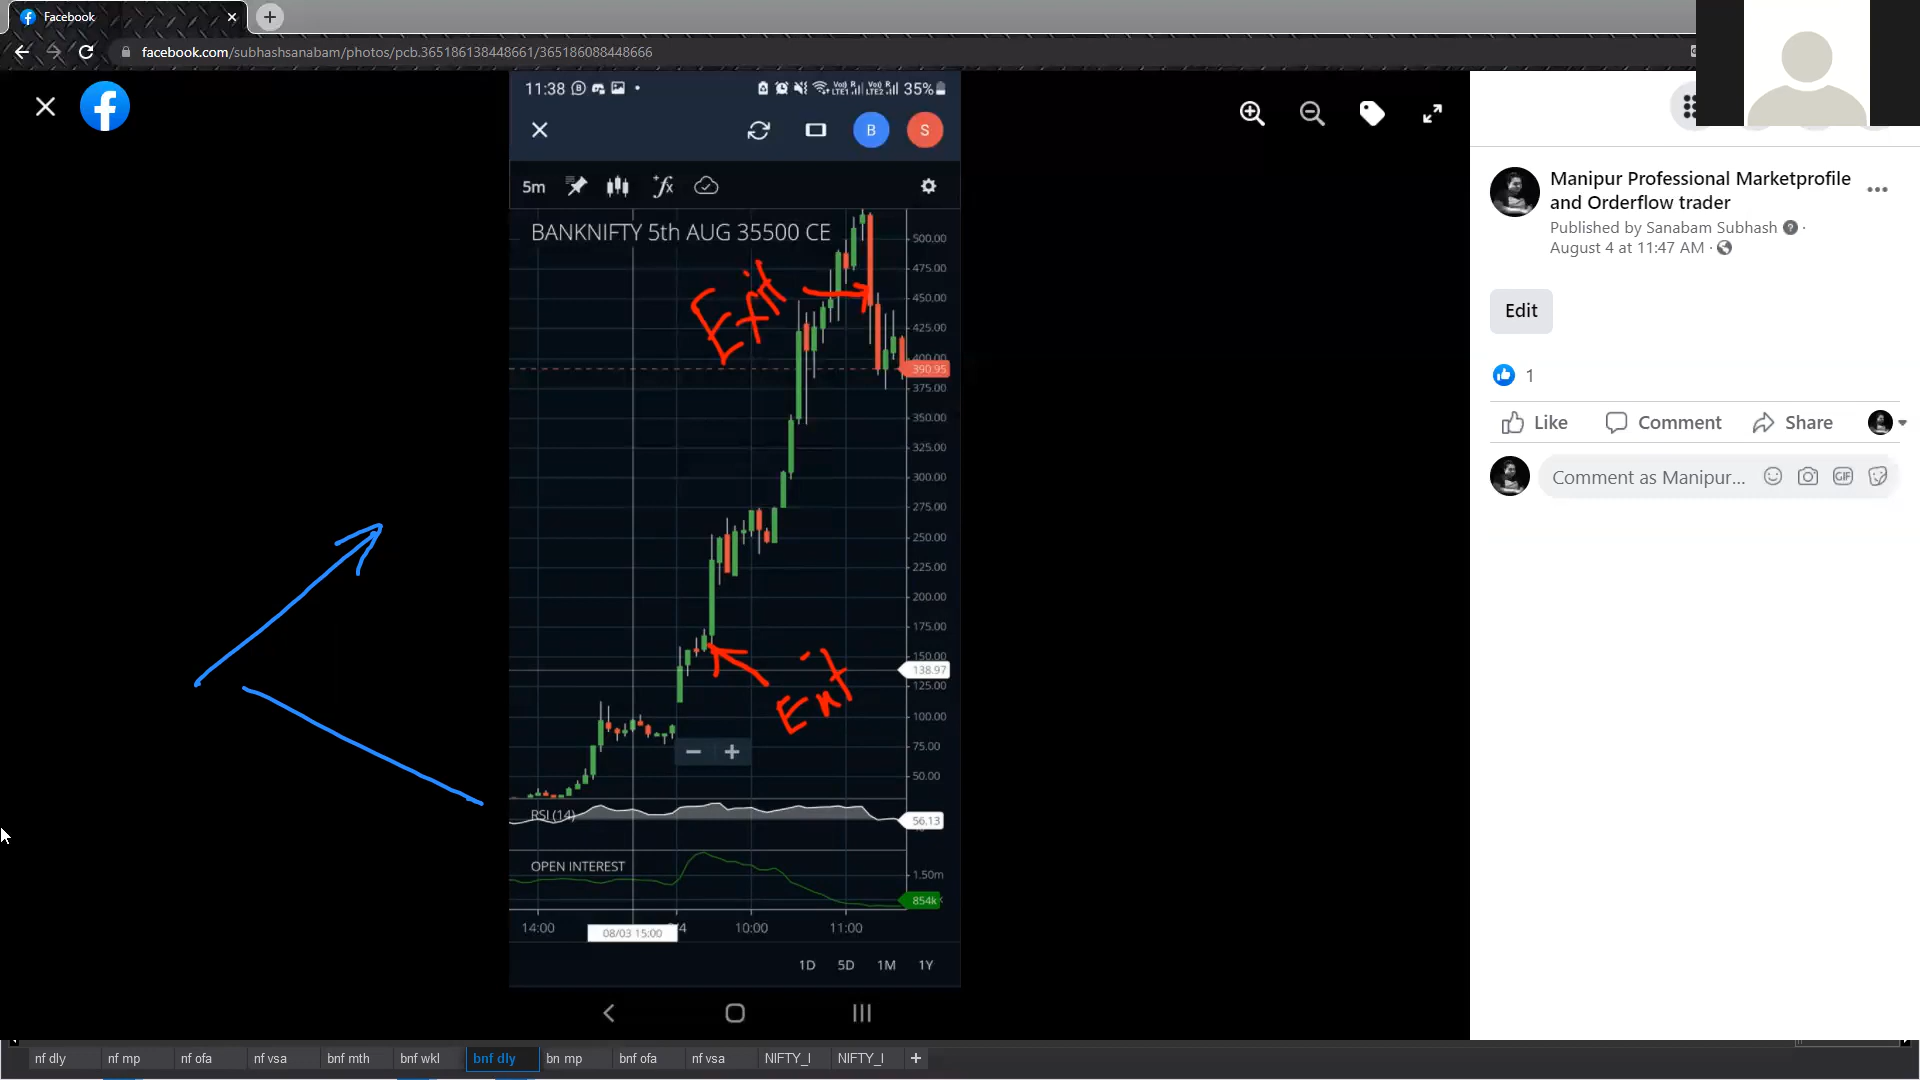 Facebook
facebook.com/subhashsanabam/photos/pcb.365186138448661/365186088448666
11:38
35%
B
S
5m
fx
BANKNIFTY 5th AUG 35500 CE
500.00
475.00
450.00
425.00
400.00
390.95
375.00
350.00
325.00
300.00
275.00
250.00
225.00
200.00
175.00
150.00
138.97
125.00
100.00
75.00
50.00
Exit
Ent
RSI (14)
56.13
OPEN INTEREST
1.50m
854k
14:00
08/03 15:00
10:00
11:00
1D 5D 1M 1Y
Manipur Professional Marketprofile
and Orderflow trader
Published by Sanabam Subhash
August 4 at 11:47 AM
Edit
1
Like Comment Share
Comment as Manipur...
GIF
nf dly nf mp nf ofa nf vsa bnf mth bnf wkl bnf dly bn mp bnf ofa nf vsa NIFTY_I NIFTY_I